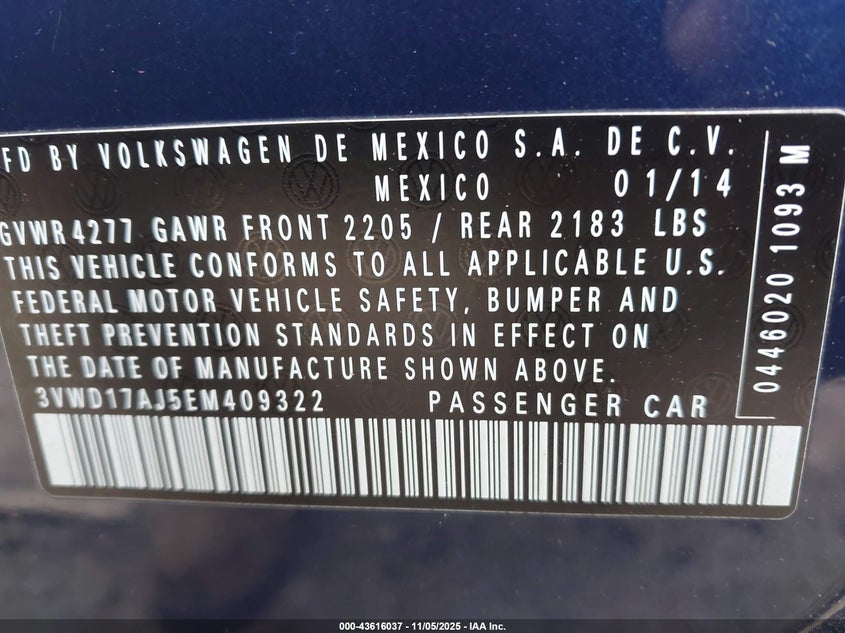 FD BY VOLKSWAGEN DE MEXICO S.A. DE C.V.
MEXICO 01/14
GVWR 4277 GAWR FRONT 2205 / REAR 2183 LBS
THIS VEHICLE CONFORMS TO ALL APPLICABLE U.S.
FEDERAL MOTOR VEHICLE SAFETY, BUMPER AND
THEFT PREVENTION STANDARDS IN EFFECT ON
THE DATE OF MANUFACTURE SHOWN ABOVE.
3VWD17AJ5EM409322 PASSENGER CAR
0446020 1093 M
000-43616037 - 11/05/2025 - IAA Inc.